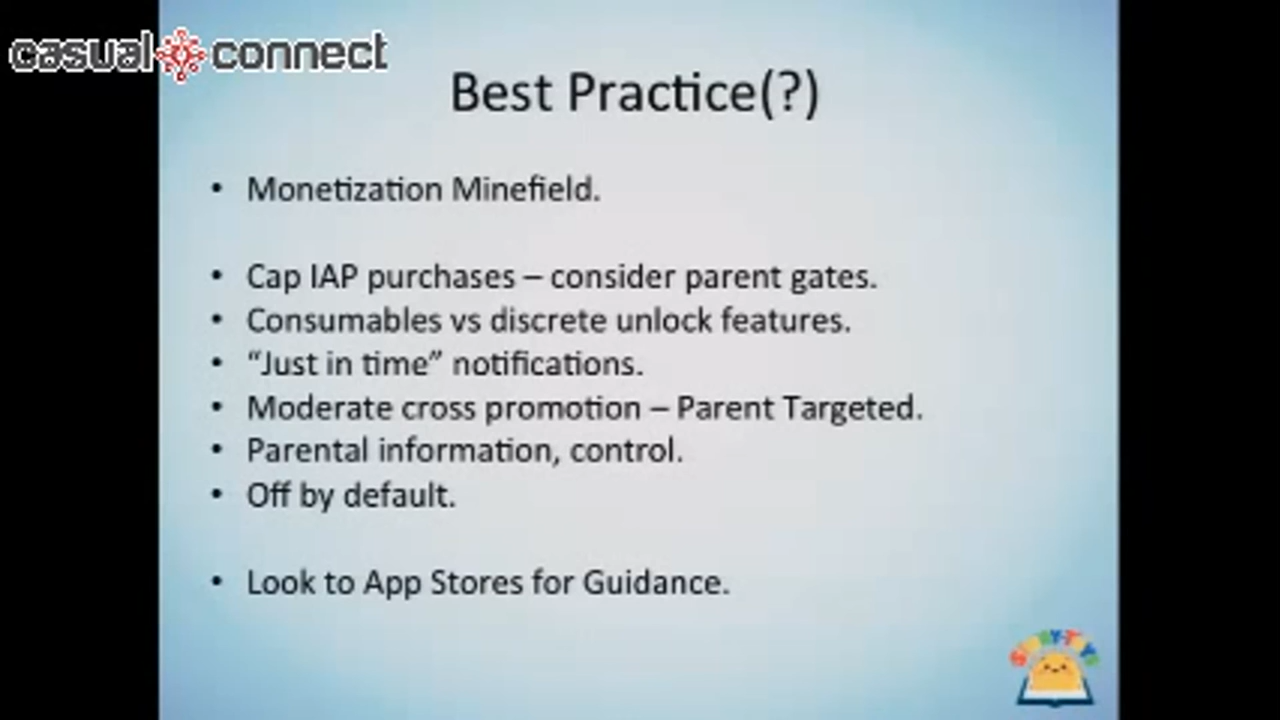 casual connect
Best Practice(?)
• Monetization Minefield.
• Cap IAP purchases – consider parent gates.
• Consumables vs discrete unlock features.
• “Just in time” notifications.
• Moderate cross promotion – Parent Targeted.
• Parental information, control.
• Off by default.
• Look to App Stores for Guidance.